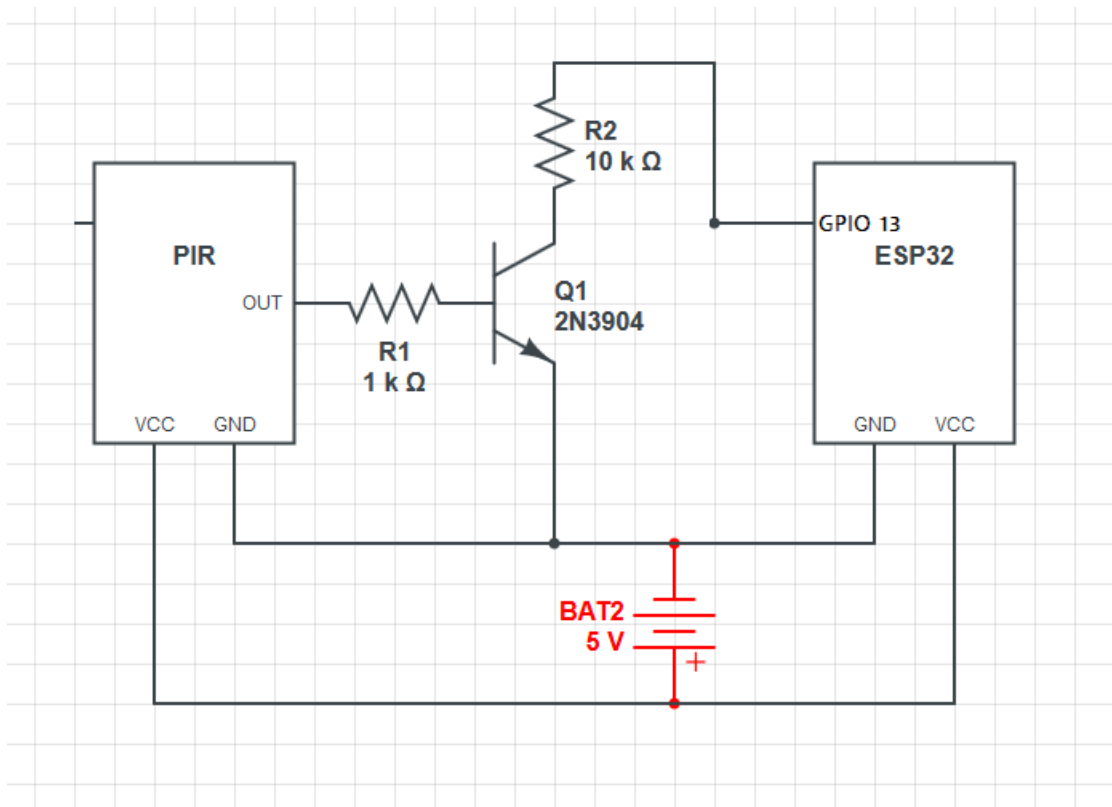 R2
10 k Ω
GPIO 13
PIR
ESP32
OUT
Q1
2N3904
R1
1 k Ω
VCC GND
GND VCC
BAT2
5 V
+